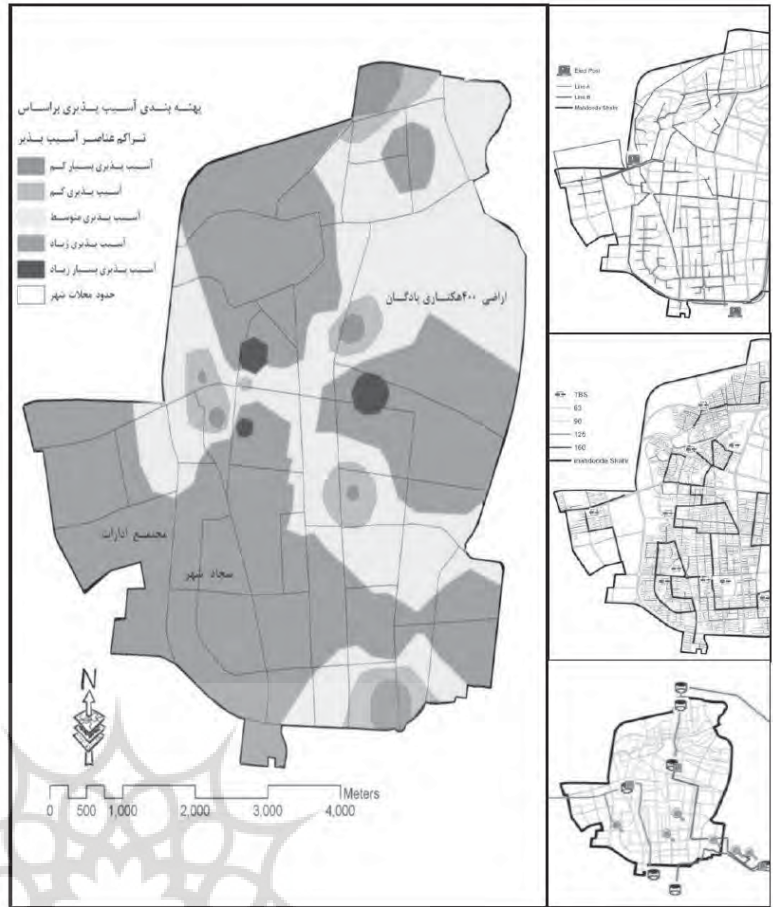 پهنه بندی آسیب پذیری براساس
تراکم عناصر آسیب پذیر
آسیب پذیری بسیار کم
آسیب پذیری کم
آسیب پذیری متوسط
آسیب پذیری زیاد
آسیب پذیری بسیار زیاد
حدود محلات شهر
اراضی ۴۰۰هکتاری پادگان
مجتمع ادارات
سجاد شهر
N
Meters
0 500 1,000 2,000 3,000 4,000
Elect Post
Line-A
Line-B
TBS
63
90
125
160